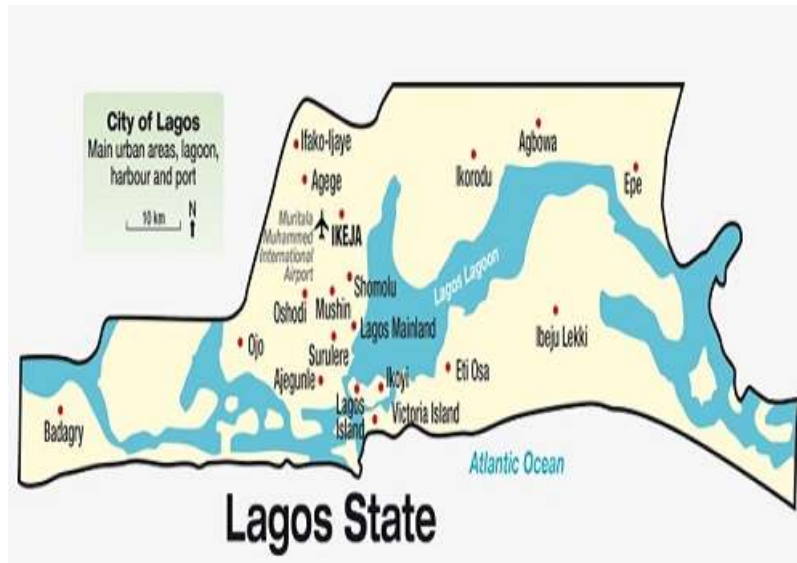 City of Lagos
Main urban areas, lagoon,
harbour and port
10 km
N
Ifako-Ijaye
Agege
Muritala
Muhammed
International
Airport
IKEJA
Agbowa
Ikorodu
Epe
Lagos Lagoon
Shomolu
Oshodi
Mushin
Lagos Mainland
Ojo
Surulere
Ibeju Lekki
Ajegunle
Ikoyi
Eti Osa
Lagos
Island
Victoria Island
Badagry
Atlantic Ocean
Lagos State